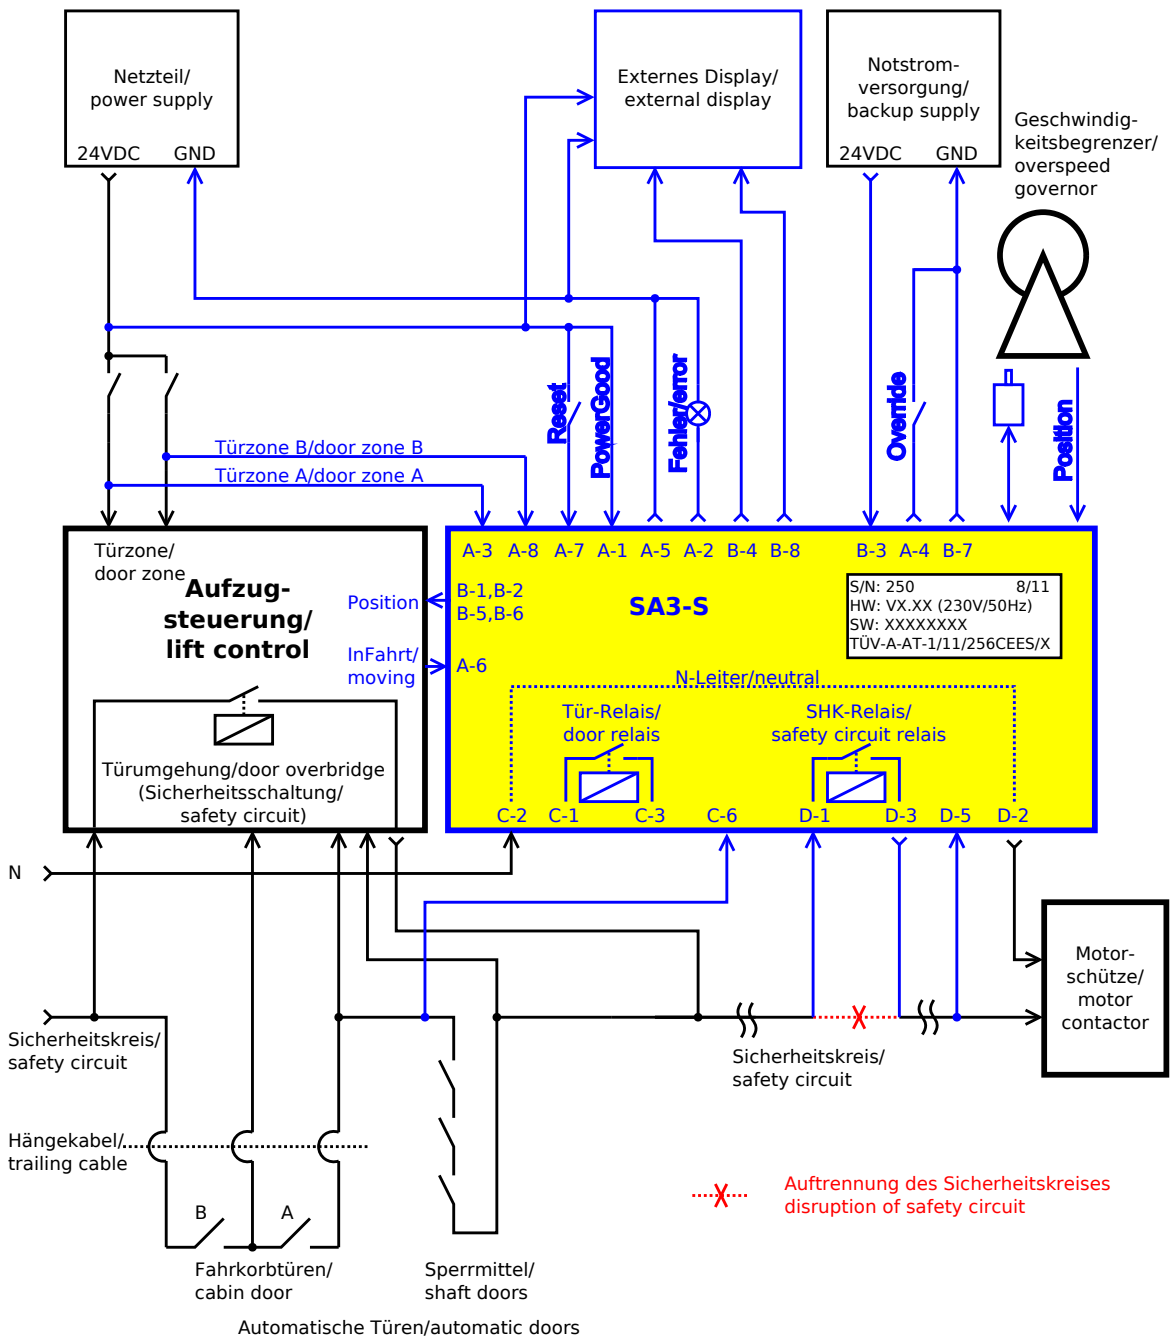 Netzteil/
power supply
24VDC GND
Externes Display/
external display
Notstrom-
versorgung/
backup supply
24VDC GND
Geschwindig-
keitsbegrenzer/
overspeed
governor
Reset
PowerGood
Fehler/error
Override
Position
Türzone B/door zone B
Türzone A/door zone A
Türzone/
door zone
Aufzug-
steuerung/
lift control
Position
InFahrt/
moving
A-3 A-8 A-7 A-1 A-5 A-2 B-4 B-8 B-3 A-4 B-7
B-1,B-2
B-5,B-6
A-6
SA3-S
S/N: 250 8/11
HW: VX.XX (230V/50Hz)
SW: XXXXXXXX
TÜV-A-AT-1/11/256CEES/X
N-Leiter/neutral
Tür-Relais/
door relais
SHK-Relais/
safety circuit relais
Türumgehung/door overbridge
(Sicherheitsschaltung/
safety circuit)
C-2 C-1 C-3 C-6 D-1 D-3 D-5 D-2
N
Motor-
schütze/
motor
contactor
Sicherheitskreis/
safety circuit
Sicherheitskreis/
safety circuit
Hängekabel/
trailing cable
B A
Auftrennung des Sicherheitskreises
disruption of safety circuit
Fahrkorbtüren/
cabin door
Sperrmittel/
shaft doors
Automatische Türen/automatic doors